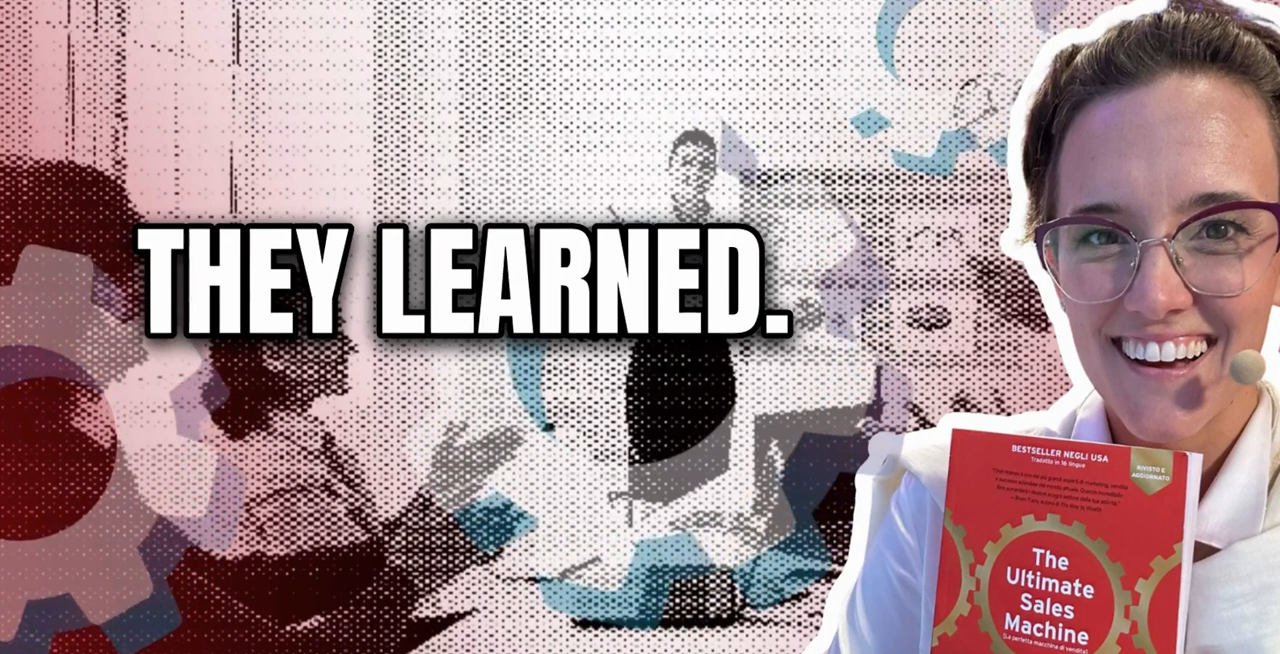 THEY LEARNED.
BESTSELLER NEGLI USA
Tradotto in 16 lingue
RIVISTO E
AGGIORNATO
The
Ultimate
Sales
Machine
[La perfetta macchina di vendita]